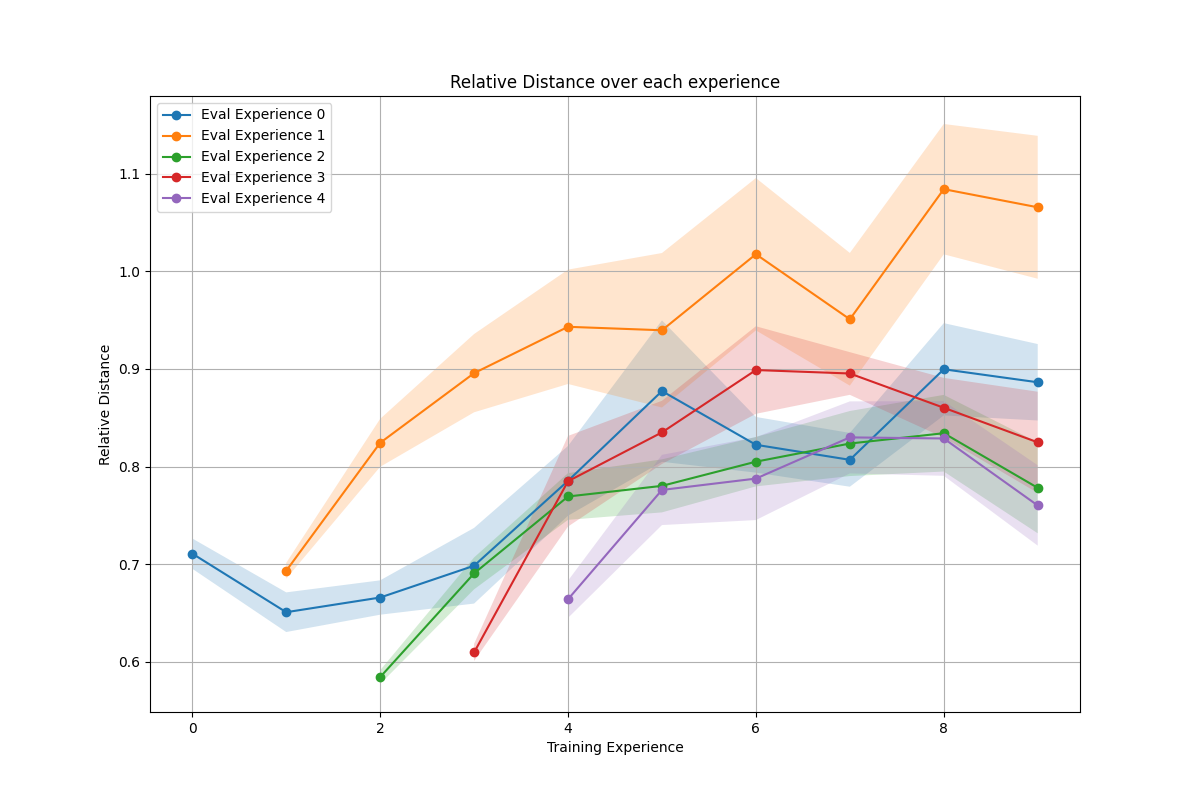 Relative Distance over each experience
Eval Experience 0
Eval Experience 1
Eval Experience 2
Eval Experience 3
Eval Experience 4
1.1
1.0
0.9
0.8
0.7
0.6
Relative Distance
0 2 4 6 8
Training Experience